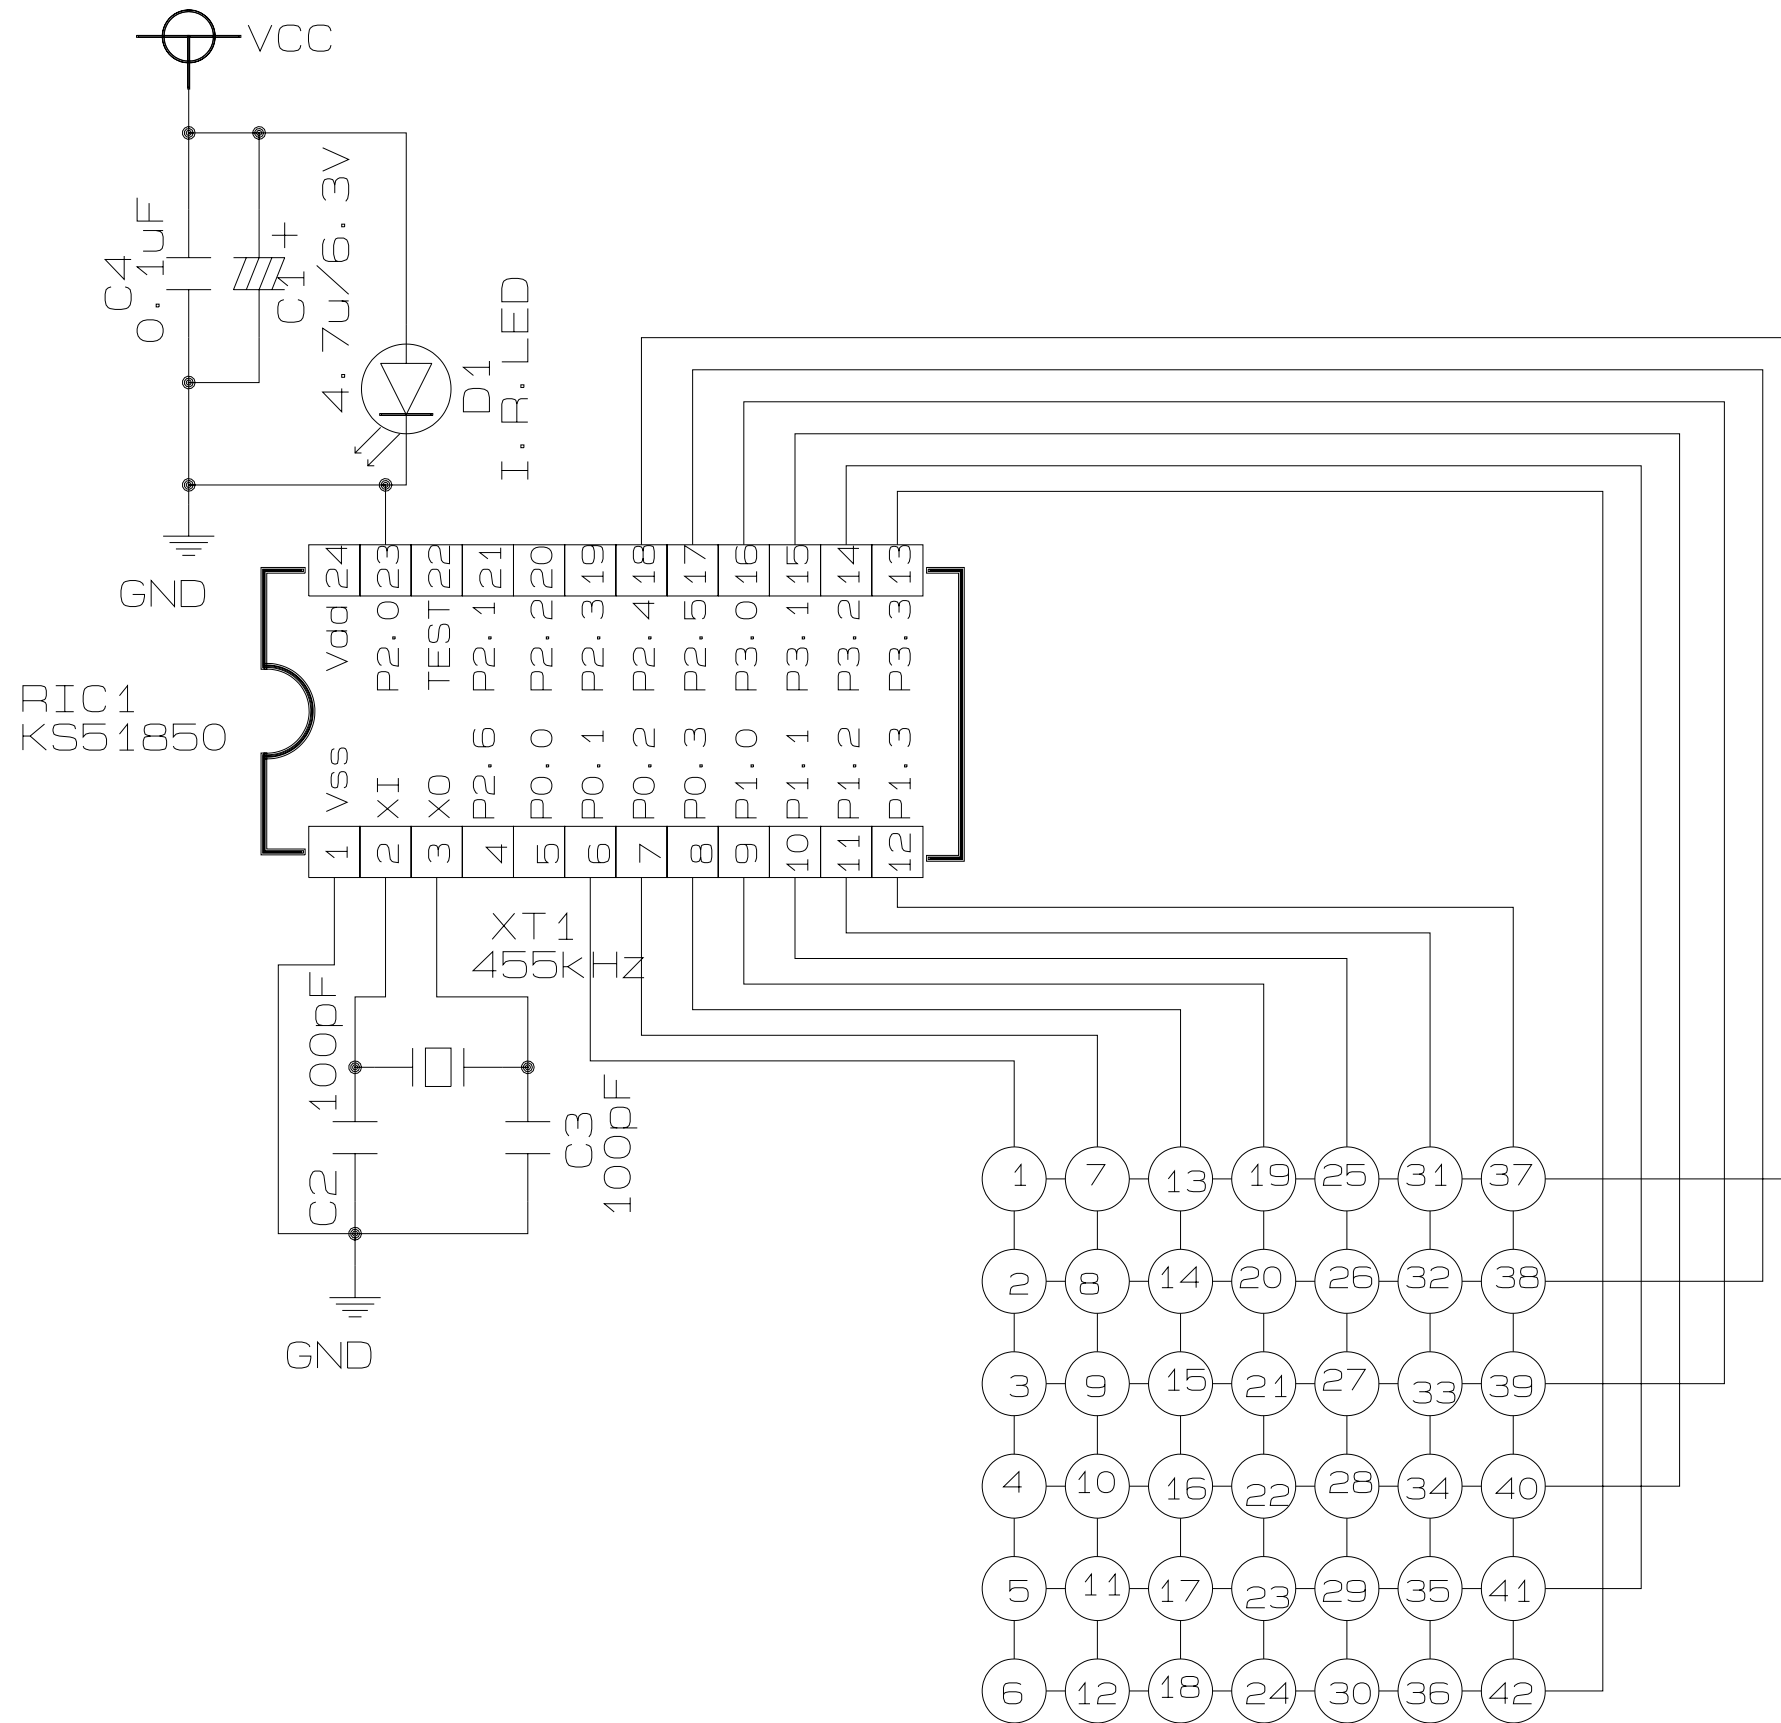 VCC
C4
0.1uF
C1
+
4.7u/6.3V
D1
I.R.LED
GND
24 23 22 21 20 19 18 17 16 15 14 13
Vdd P2.0 TEST P2.1 P2.2 P2.3 P2.4 P2.5 P3.0 P3.1 P3.2 P3.3
RIC1
KS51850
Vss XI XO P2.6 P0.0 P0.1 P0.2 P0.3 P1.0 P1.1 P1.2 P1.3
1 2 3 4 5 6 7 8 9 10 11 12
XT1
455kHz
100pF
C2
C3
100pF
GND
1 7 13 19 25 31 37
2 8 14 20 26 32 38
3 9 15 21 27 33 39
4 10 16 22 28 34 40
5 11 17 23 29 35 41
6 12 18 24 30 36 42